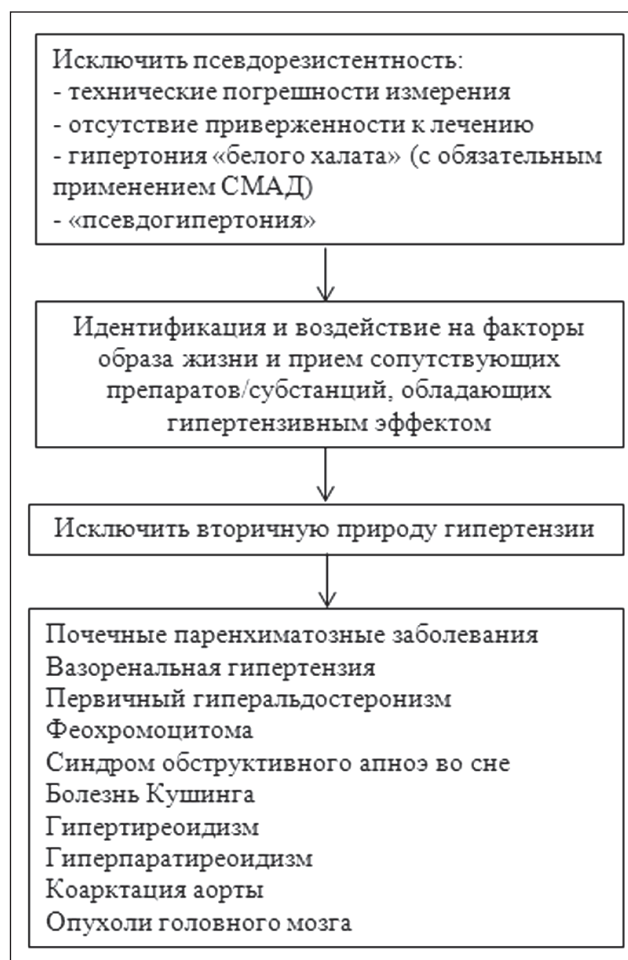 Исключить псевдорезистентность:
- технические погрешности измерения
- отсутствие приверженности к лечению
- гипертония «белого халата» (с обязательным
применением СМАД)
- «псевдогипертония»
Идентификация и воздействие на факторы
образа жизни и прием сопутствующих
препаратов/субстанций, обладающих
гипертензивным эффектом
Исключить вторичную природу гипертензии
Почечные паренхиматозные заболевания
Вазоренальная гипертензия
Первичный гиперальдостеронизм
Феохромоцитома
Синдром обструктивного апноэ во сне
Болезнь Кушинга
Гипертиреоидизм
Гиперпаратиреоидизм
Коарктация аорты
Опухоли головного мозга